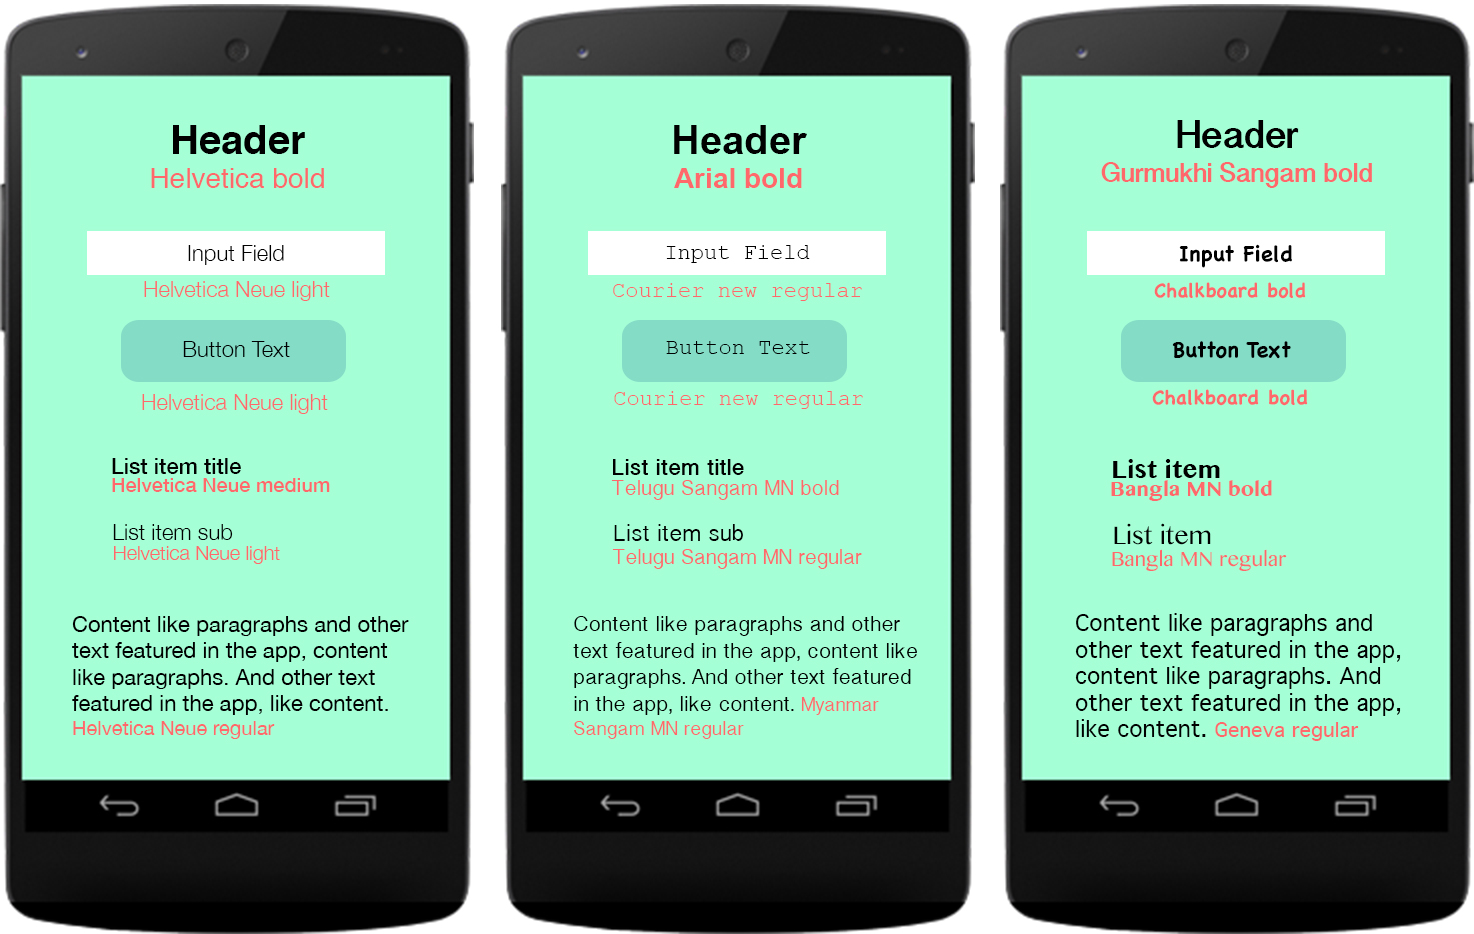 Header
Helvetica bold
Input Field
Helvetica Neue light
Button Text
Helvetica Neue light
List item title
Helvetica Neue medium
List item sub
Helvetica Neue light
Content like paragraphs and other
text featured in the app, content
like paragraphs. And other text
featured in the app, like content.
Helvetica Neue regular
Header
Arial bold
Input Field
Courier new regular
Button Text
Courier new regular
List item title
Telugu Sangam MN bold
List item sub
Telugu Sangam MN regular
Content like paragraphs and other
text featured in the app, content like
paragraphs. And other text featured
in the app, like content. Myanmar
Sangam MN regular
Header
Gurmukhi Sangam bold
Input Field
Chalkboard bold
Button Text
Chalkboard bold
List item
Bangla MN bold
List item
Bangla MN regular
Content like paragraphs and
other text featured in the app,
content like paragraphs. And
other text featured in the app,
like content. Geneva regular